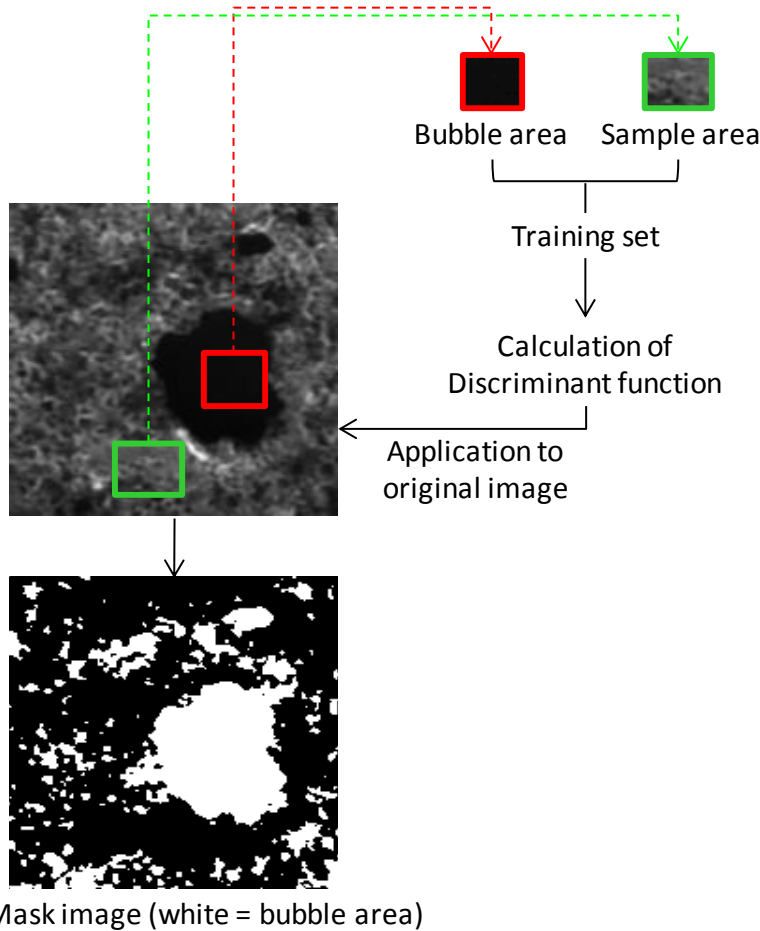 Bubble area
Sample area
Training set
Calculation of
Discriminant function
Application to
original image
Mask image (white = bubble area)